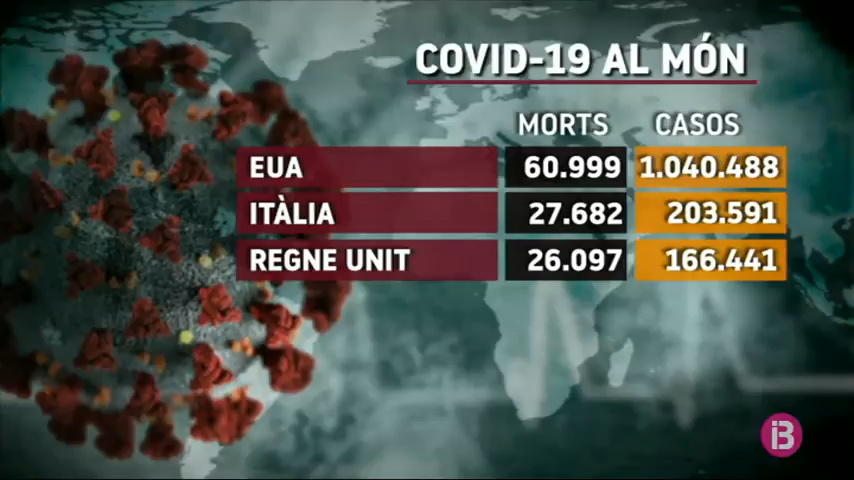 COVID-19 AL MÓN
MORTS CASOS
EUA 60.999 1.040.488
ITÀLIA 27.682 203.591
REGNE UNIT 26.097 166.441
iB